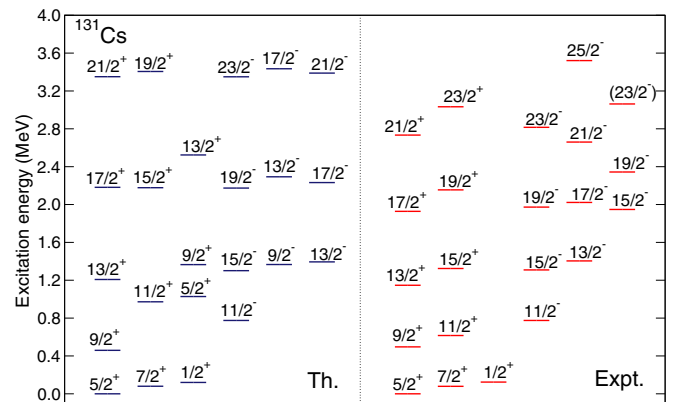 4.0
¹³¹Cs
3.6
25/2⁻
21/2⁺ 19/2⁺ 23/2⁻ 17/2⁻ 21/2⁻
3.2
23/2⁺ (23/2⁻)
2.8
21/2⁺ 23/2⁻ 21/2⁻
13/2⁺
2.4
17/2⁺ 15/2⁺ 19/2⁻ 13/2⁻ 17/2⁻
19/2⁺ 19/2⁻
2.0
17/2⁺ 19/2⁻ 17/2⁻ 15/2⁻
1.6
13/2⁺ 9/2⁺ 15/2⁻ 9/2⁻ 13/2⁻
13/2⁺ 15/2⁺ 15/2⁻ 13/2⁻
1.2
11/2⁺ 5/2⁺ 11/2⁻
11/2⁻
0.8
9/2⁺
9/2⁺ 11/2⁺
0.4
5/2⁺ 7/2⁺ 1/2⁺ Th.
5/2⁺ 7/2⁺ 1/2⁺ Expt.
0.0
Excitation energy (MeV)